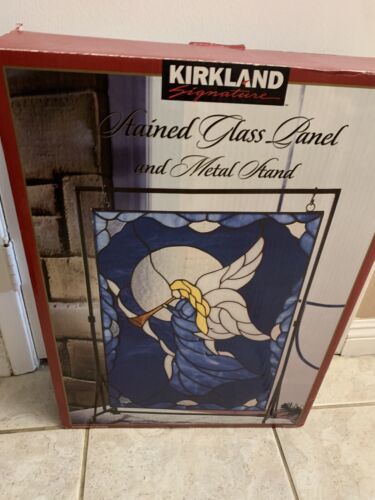 KIRKLAND
Signature
Stained Glass Panel
and Metal Stand